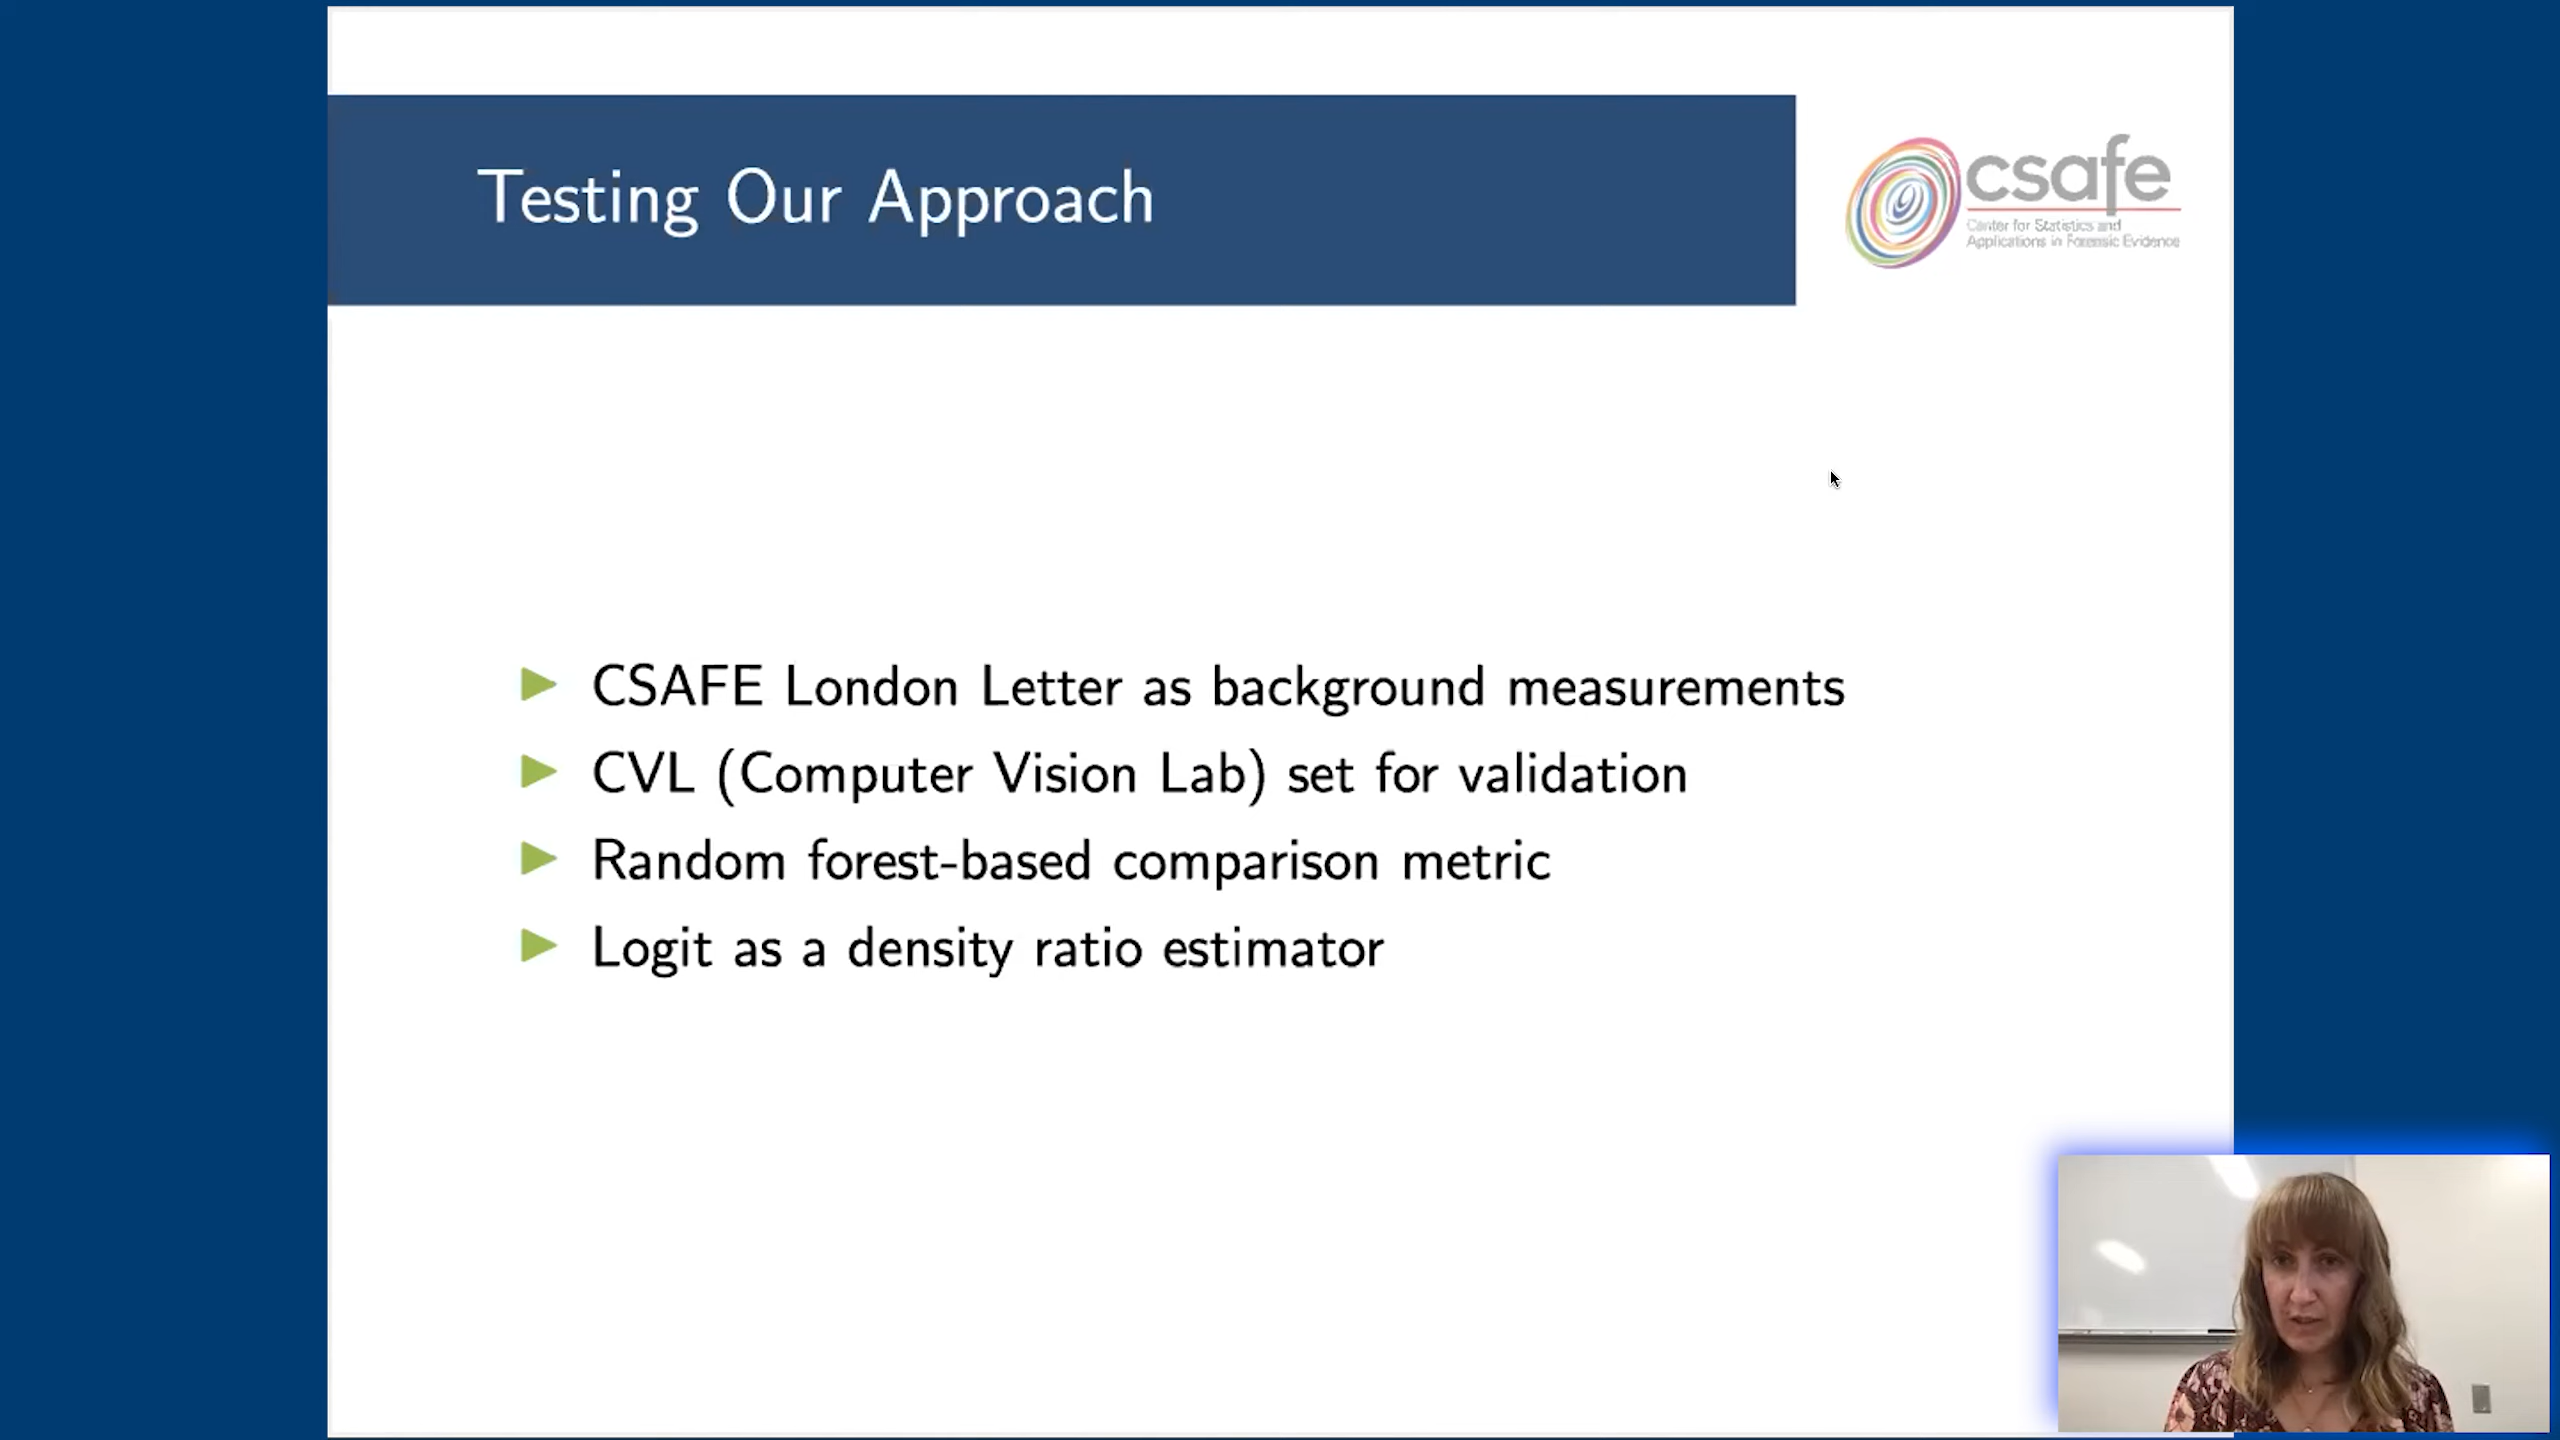 Testing Our Approach
csafe
Center for Statistics and
Applications in Forensic Evidence
CSAFE London Letter as background measurements
CVL (Computer Vision Lab) set for validation
Random forest-based comparison metric
Logit as a density ratio estimator